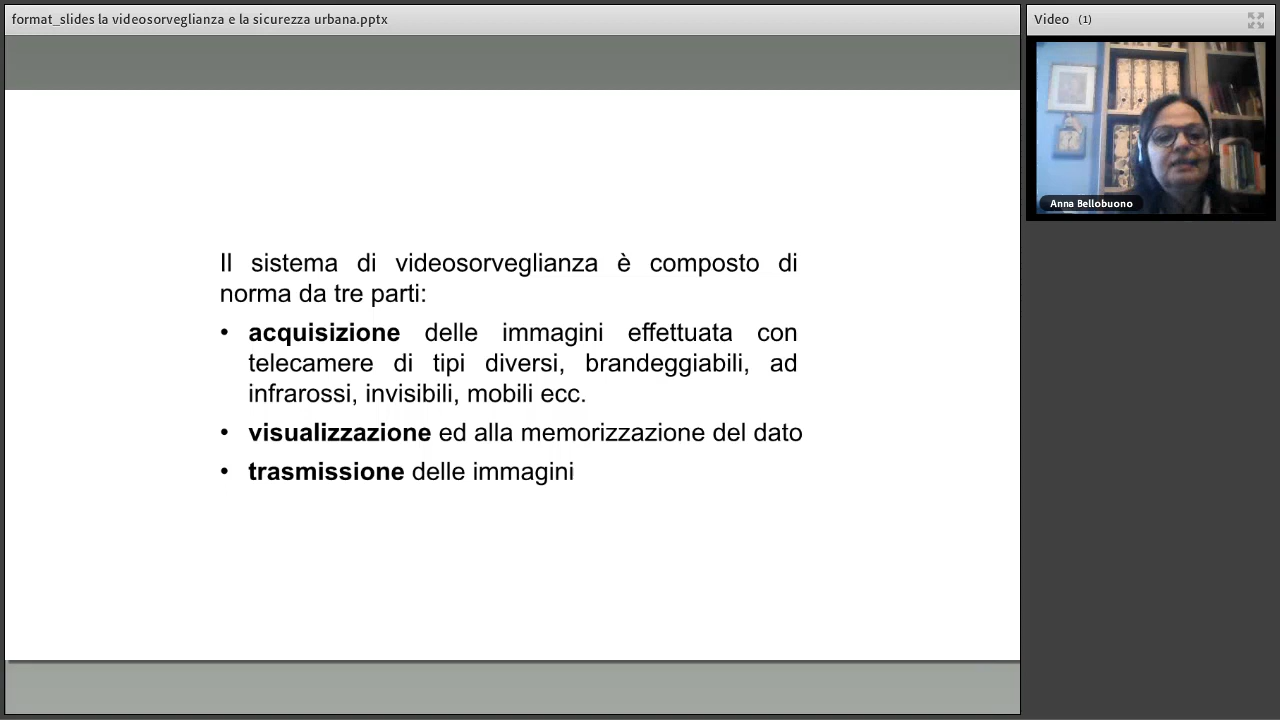 format_slides la videosorveglianza e la sicurezza urbana.pptx
Video (1)
Anna Bellobuono
Il sistema di videosorveglianza è composto di
norma da tre parti:
• acquisizione delle immagini effettuata con
telecamere di tipi diversi, brandeggiabili, ad
infrarossi, invisibili, mobili ecc.
• visualizzazione ed alla memorizzazione del dato
• trasmissione delle immagini